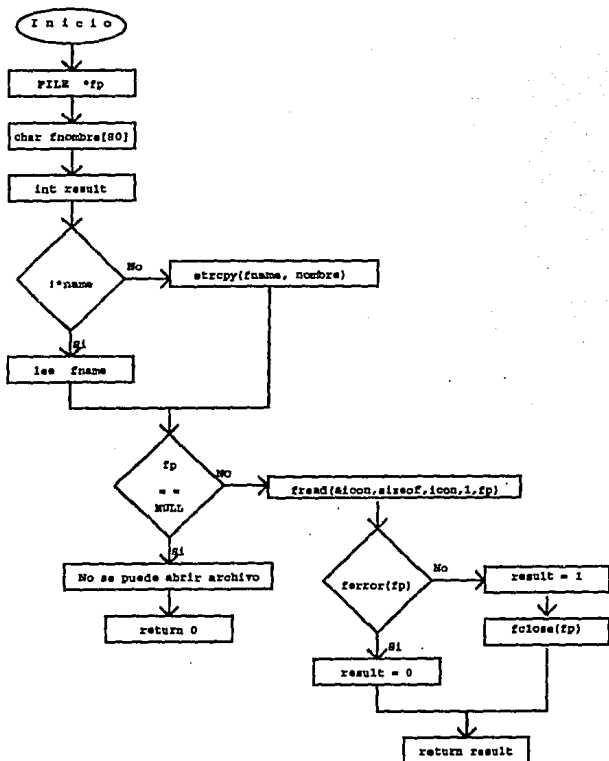 Inicio
FILE *fp
char fnombre[80]
int result
!*name
No
strcpy(fname, nombre)
si
lee fname
fp
= =
NULL
NO
fread(&icon,sizeof,icon,1,fp)
si
No se puede abrir archivo
return 0
ferror(fp)
No
result = 1
fclose(fp)
Si
result = 0
return result